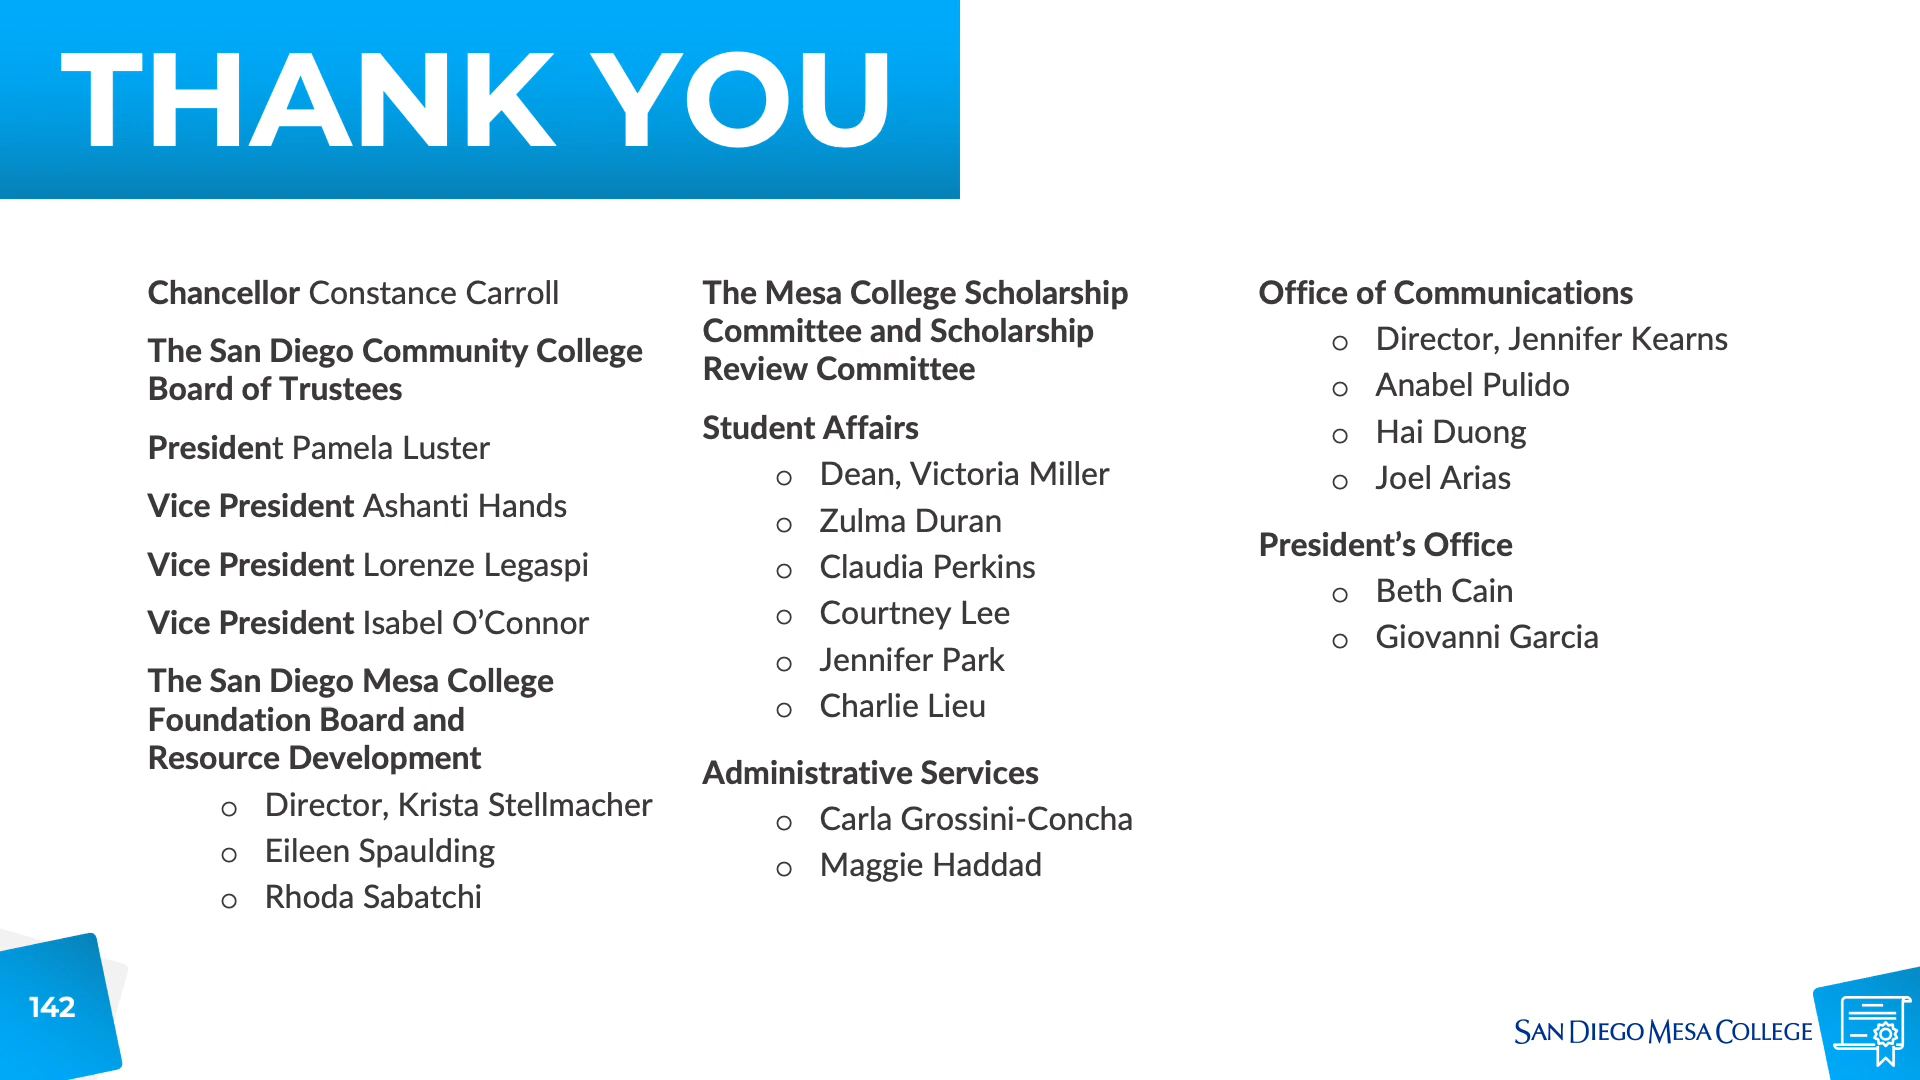 THANK YOU
Chancellor Constance Carroll
The San Diego Community College
Board of Trustees
President Pamela Luster
Vice President Ashanti Hands
Vice President Lorenze Legaspi
Vice President Isabel O’Connor
The San Diego Mesa College
Foundation Board and
Resource Development
○ Director, Krista Stellmacher
○ Eileen Spaulding
○ Rhoda Sabatchi
The Mesa College Scholarship
Committee and Scholarship
Review Committee
Student Affairs
○ Dean, Victoria Miller
○ Zulma Duran
○ Claudia Perkins
○ Courtney Lee
○ Jennifer Park
○ Charlie Lieu
Administrative Services
○ Carla Grossini-Concha
○ Maggie Haddad
Office of Communications
○ Director, Jennifer Kearns
○ Anabel Pulido
○ Hai Duong
○ Joel Arias
President’s Office
○ Beth Cain
○ Giovanni Garcia
142
SAN DIEGO MESA COLLEGE